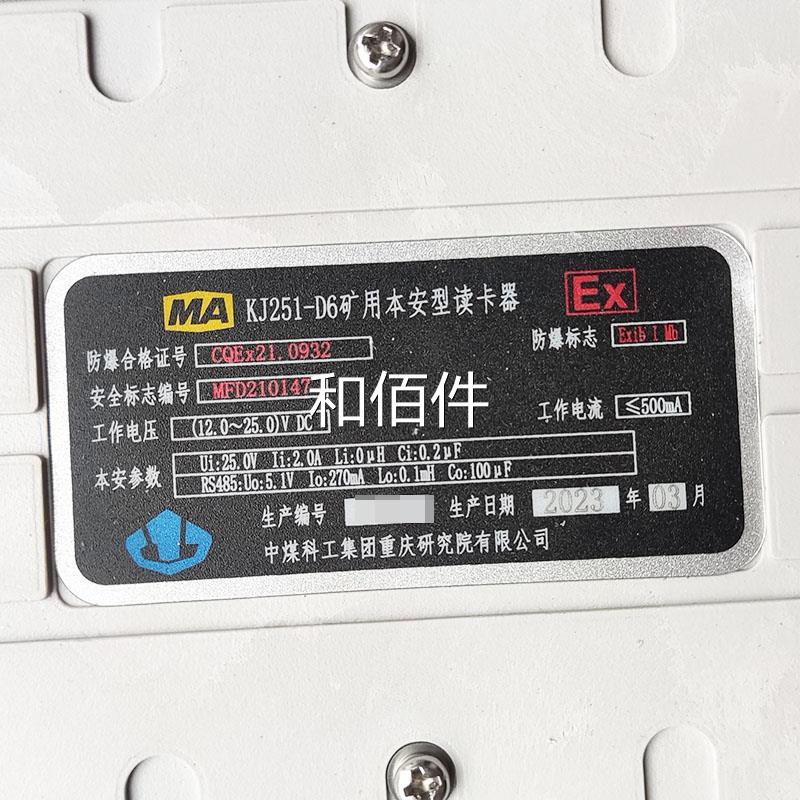 MA KJ251-D6矿用本安型读卡器 Ex
防爆合格证号 CQEx21.0932 防爆标志 Exib I Mb
安全标志编号 MFD210147
和佰件
工作电压 (12.0～25.0)V DC 工作电流 ≤500mA
本安参数 Ui:25.0V Ii:2.0A Li:0μH Ci:0.2μF
RS485:Uo:5.1V Io:270mA Lo:0.1mH Co:100μF
生产编号 生产日期 2023 年 03 月
中煤科工集团重庆研究院有限公司